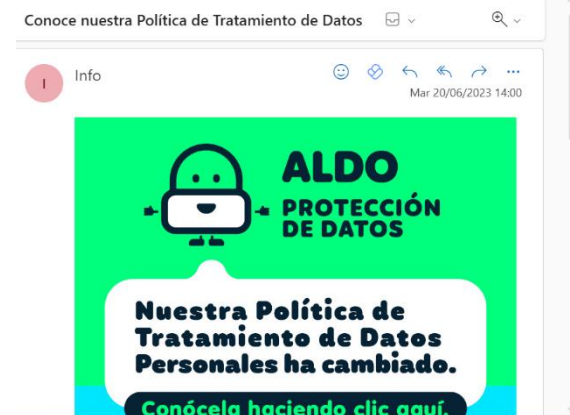 Conoce nuestra Política de Tratamiento de Datos
I
Info
Mar 20/06/2023 14:00
ALDO
PROTECCIÓN
DE DATOS
Nuestra Política de
Tratamiento de Datos
Personales ha cambiado.
Conócela haciendo clic aquí.